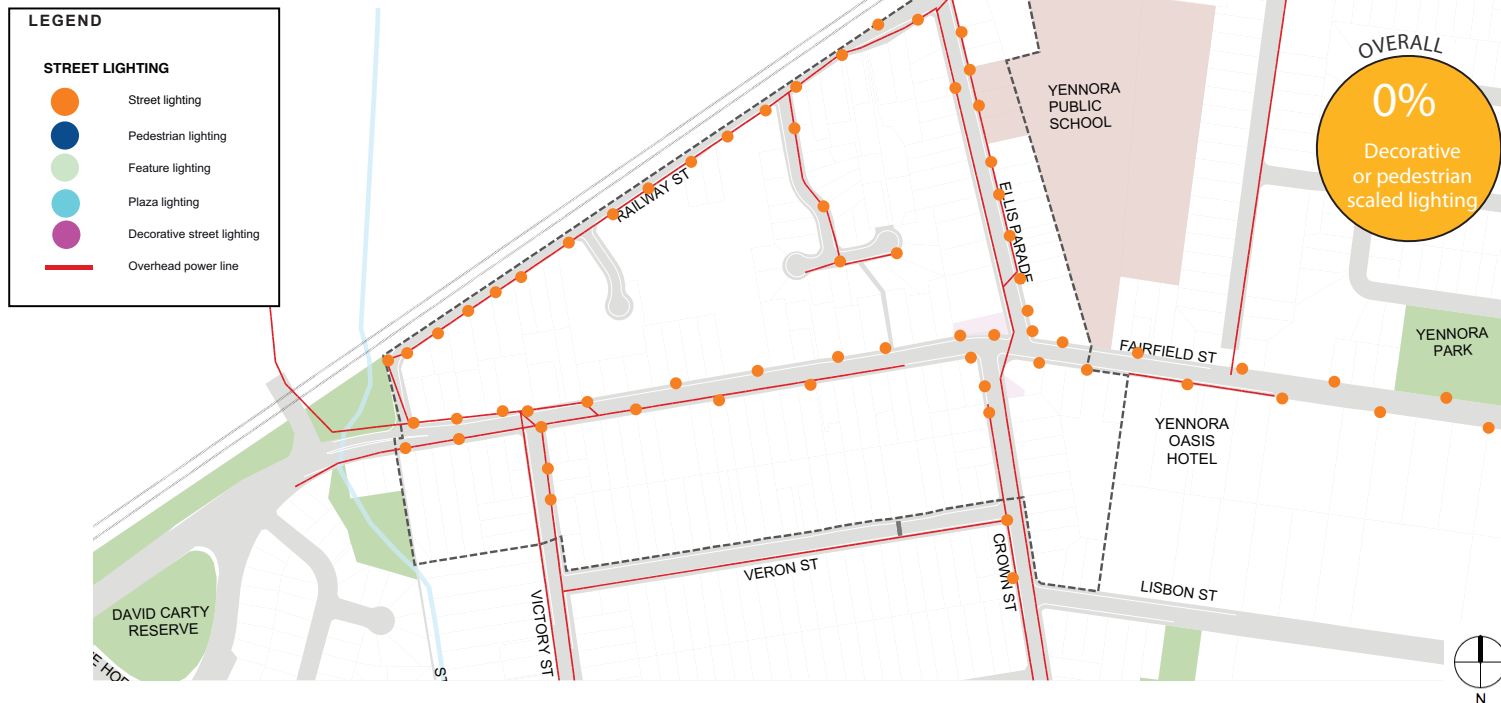 LEGEND
STREET LIGHTING
Street lighting
Pedestrian lighting
Feature lighting
Plaza lighting
Decorative street lighting
Overhead power line
OVERALL
0%
Decorative
or pedestrian
scaled lighting
YENNORA
PUBLIC
SCHOOL
RAILWAY ST
ELLIS PARADE
FAIRFIELD ST
YENNORA
PARK
YENNORA
OASIS
HOTEL
VERON ST
CROWN ST
LISBON ST
VICTORY ST
DAVID CARTY
RESERVE
N